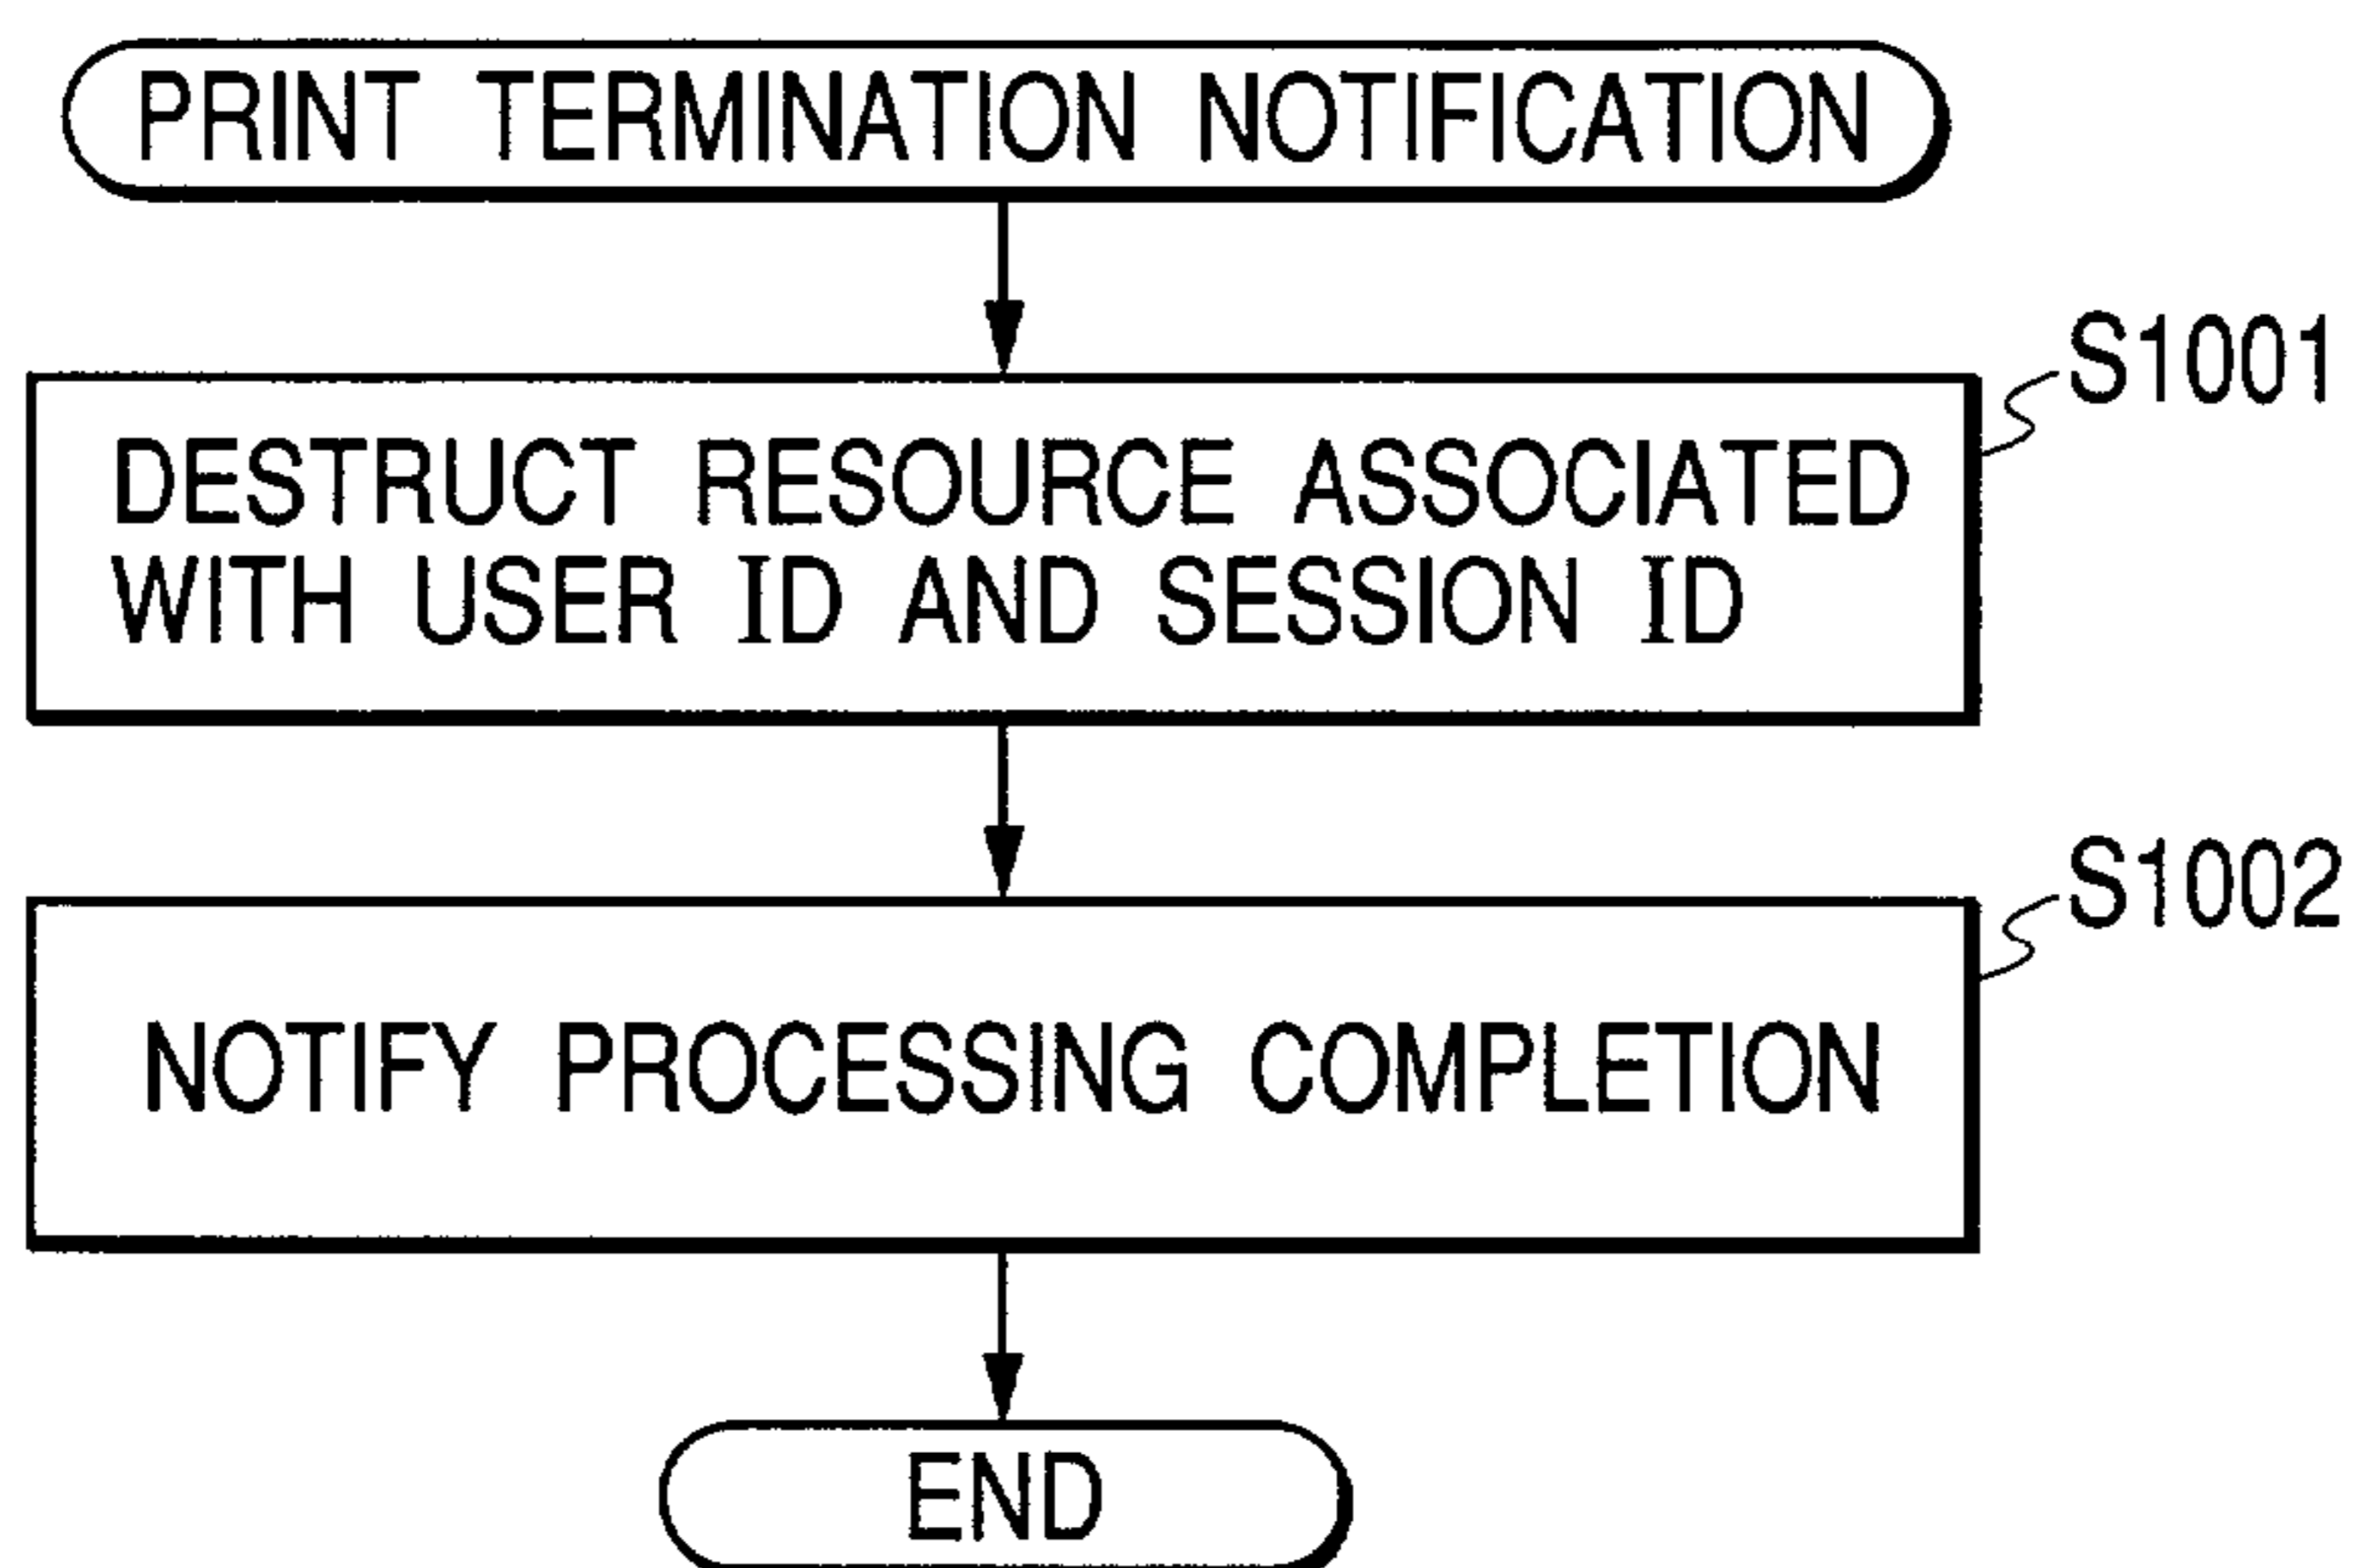 PRINT TERMINATION NOTIFICATION
S1001
DESTRUCT RESOURCE ASSOCIATED
WITH USER ID AND SESSION ID
S1002
NOTIFY PROCESSING COMPLETION
END